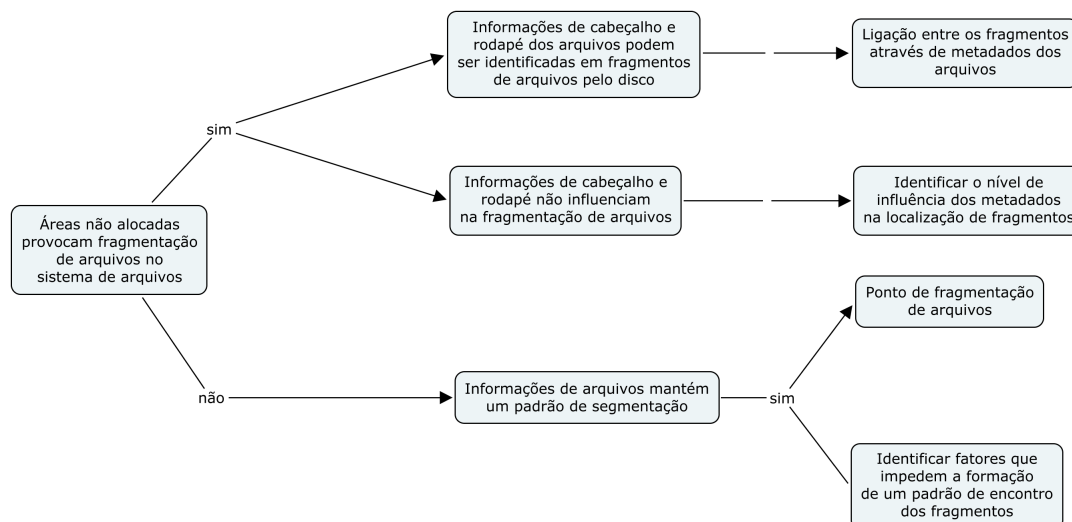 Informações de cabeçalho e
rodapé dos arquivos podem
ser identificadas em fragmentos
de arquivos pelo disco
Ligação entre os fragmentos
através de metadados dos
arquivos
sim
Informações de cabeçalho e
rodapé não influenciam
na fragmentação de arquivos
Identificar o nível de
influência dos metadados
na localização de fragmentos
Áreas não alocadas
provocam fragmentação
de arquivos no
sistema de arquivos
Ponto de fragmentação
de arquivos
não
Informações de arquivos mantém
um padrão de segmentação
sim
Identificar fatores que
impedem a formação
de um padrão de encontro
dos fragmentos